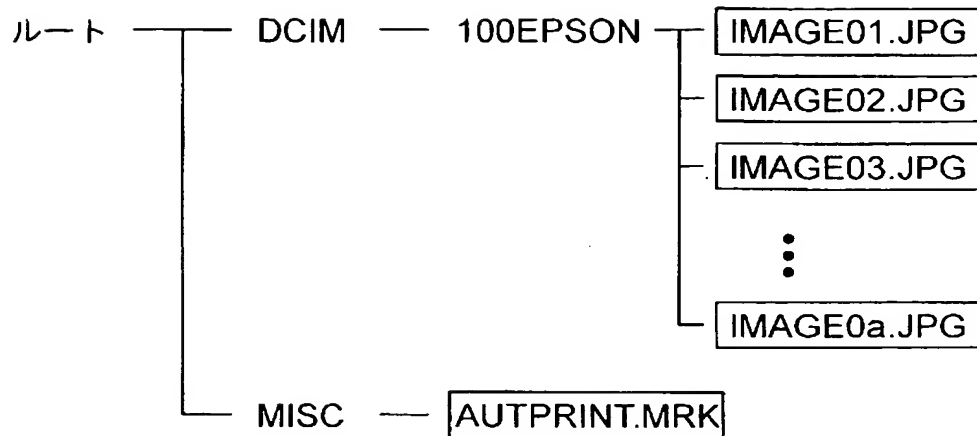 ルート DCIM 100EPSON IMAGE01.JPG
IMAGE02.JPG
IMAGE03.JPG
IMAGE0a.JPG
MISC AUTPRINT.MRK